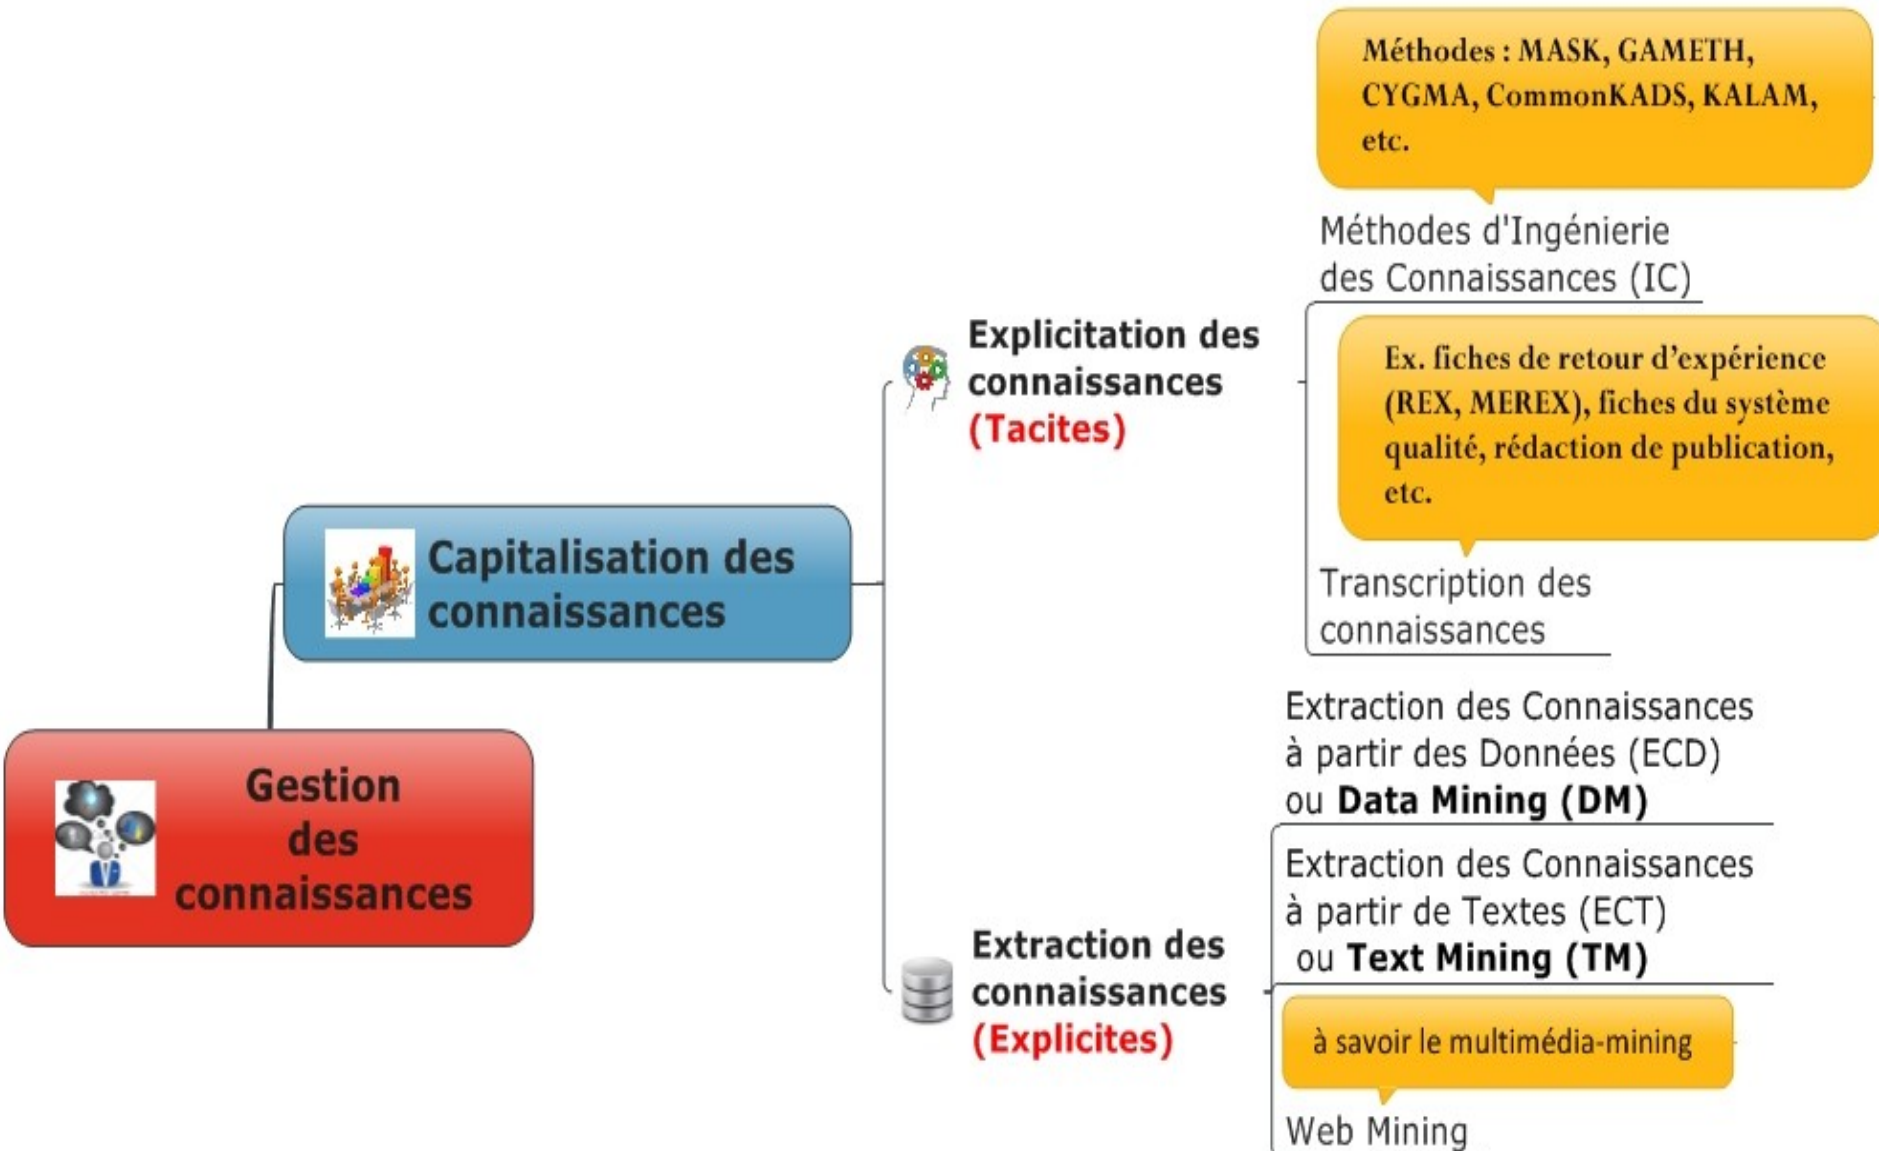 Méthodes : MASK, GAMETH,
CYGMA, CommonKADS, KALAM,
etc.
Méthodes d'Ingénierie
des Connaissances (IC)
Explicitation des
connaissances
(Tacites)
Ex. fiches de retour d’expérience
(REX, MEREX), fiches du système
qualité, rédaction de publication,
etc.
Transcription des
connaissances
Capitalisation des
connaissances
Gestion
des
connaissances
Extraction des
connaissances
(Explicites)
Extraction des Connaissances
à partir des Données (ECD)
ou Data Mining (DM)
Extraction des Connaissances
à partir de Textes (ECT)
ou Text Mining (TM)
à savoir le multimédia-mining
Web Mining